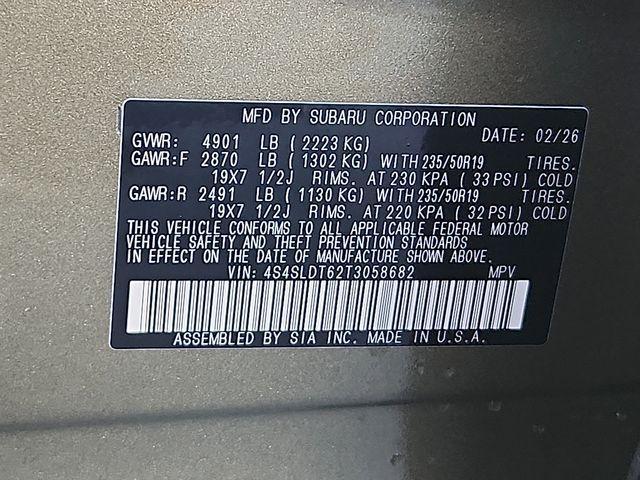 MFD BY SUBARU CORPORATION
GVWR: 4901 LB ( 2223 KG) DATE: 02/26
GAWR:F 2870 LB ( 1302 KG) WITH 235/50R19 TIRES.
19X7 1/2J RIMS. AT 230 KPA ( 33 PSI) COLD
GAWR:R 2491 LB ( 1130 KG) WITH 235/50R19 TIRES.
19X7 1/2J RIMS. AT 220 KPA ( 32 PSI) COLD
THIS VEHICLE CONFORMS TO ALL APPLICABLE FEDERAL MOTOR
VEHICLE SAFETY AND THEFT PREVENTION STANDARDS
IN EFFECT ON THE DATE OF MANUFACTURE SHOWN ABOVE.
VIN: 4S4SLDT62T3058682 MPV
ASSEMBLED BY SIA INC. MADE IN U.S.A.